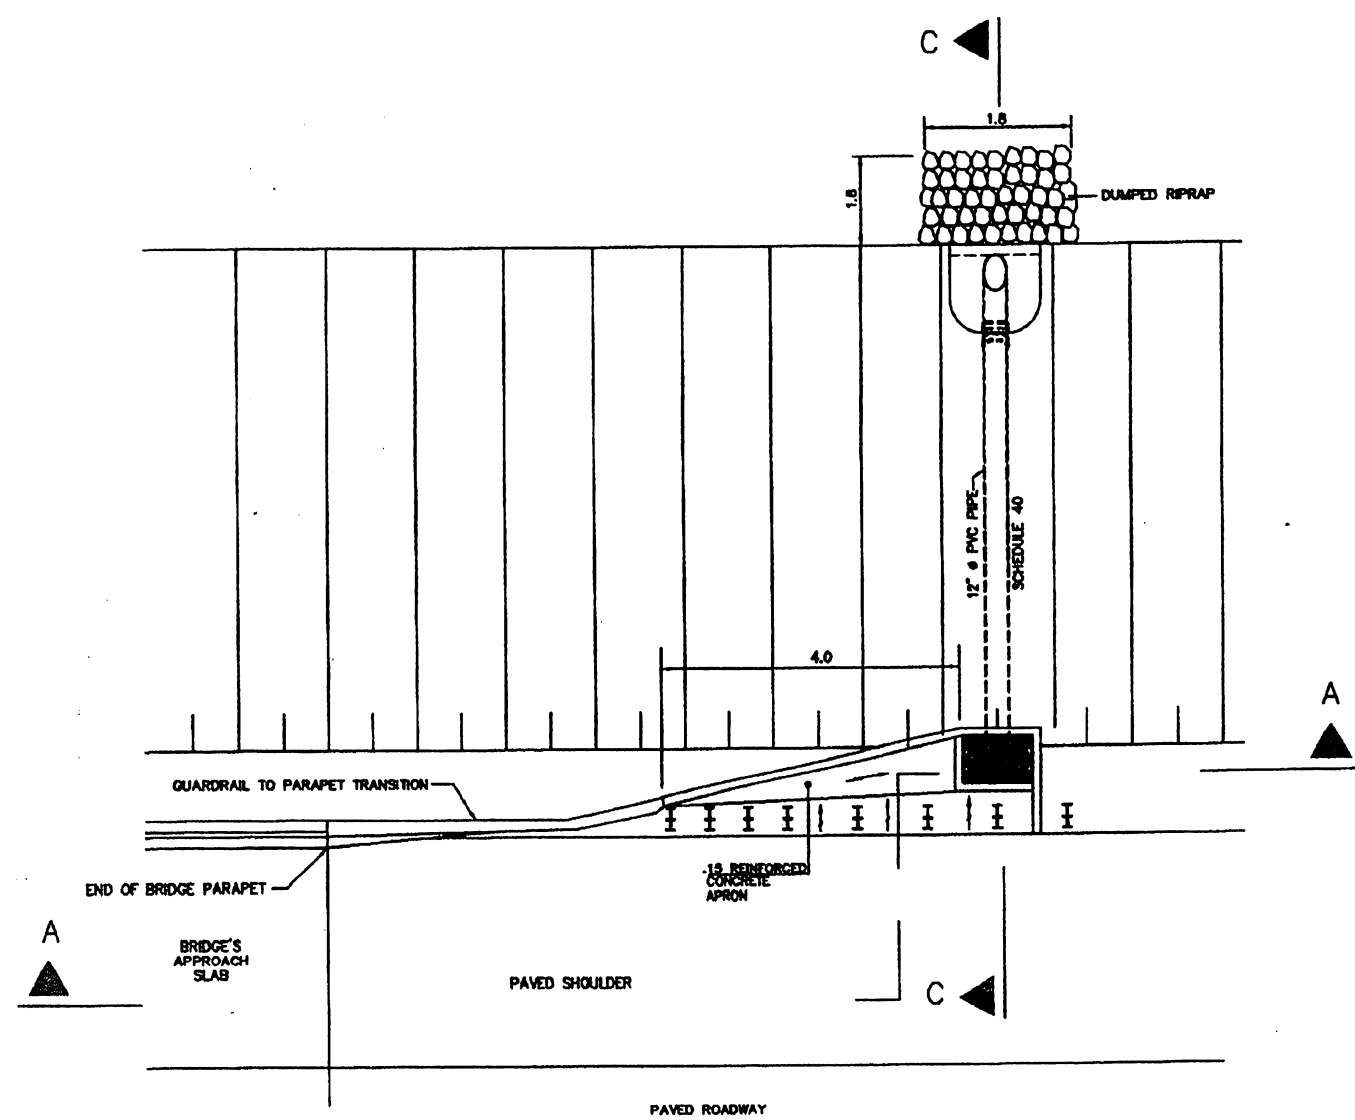 C
1.8
1.8
DUMPED RIPRAP
12" ø PVC PIPE
SCHEDULE 40
4.0
A
GUARDRAIL TO PARAPET TRANSITION
END OF BRIDGE PARAPET
.15 REINFORCED
CONCRETE
APRON
A
BRIDGE'S
APPROACH
SLAB
PAVED SHOULDER
C
PAVED ROADWAY